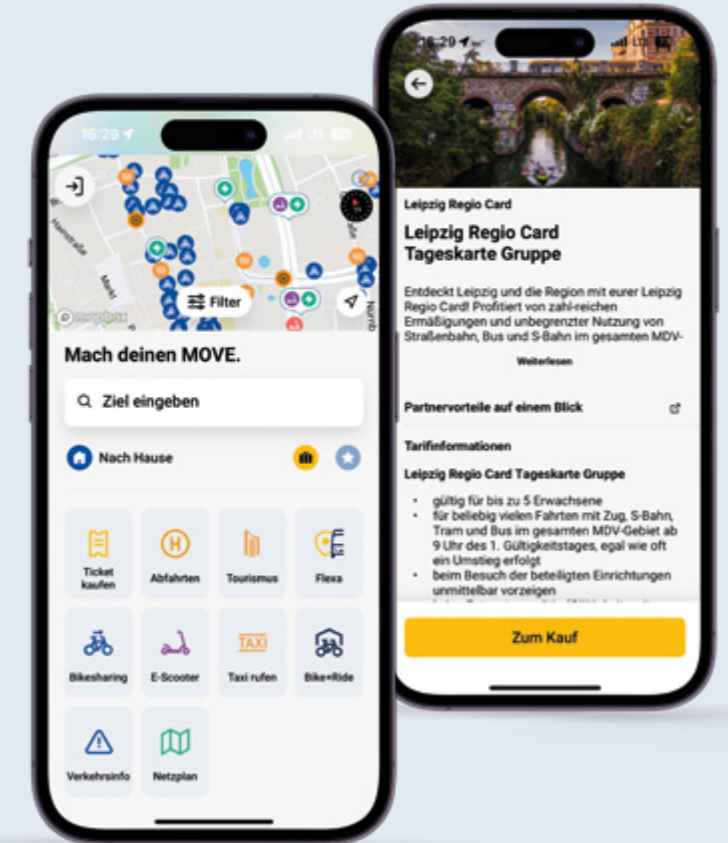 16:29
LTE
Hainstraße
Markt
mapbox
Filter
Mach deinen MOVE.
Ziel eingeben
Nach Hause
Ticket
kaufen
Abfahrten
Tourismus
Flexa
Bikesharing
E-Scooter
TAXI
Taxi rufen
Bike+Ride
Verkehrsinfo
Netzplan
16:29
Leipzig Regio Card
Leipzig Regio Card
Tageskarte Gruppe
Entdeckt Leipzig und die Region mit eurer Leipzig
Regio Card! Profitiert von zahl-reichen
Ermäßigungen und unbegrenzter Nutzung von
Straßenbahn, Bus und S-Bahn im gesamten MDV-
Weiterlesen
Partnervorteile auf einem Blick
Tarifinformationen
Leipzig Regio Card Tageskarte Gruppe
· gültig für bis zu 5 Erwachsene
· für beliebig vielen Fahrten mit Zug, S-Bahn,
Tram und Bus im gesamten MDV-Gebiet ab
9 Uhr des 1. Gültigkeitstages, egal wie oft
ein Umstieg erfolgt
· beim Besuch der beteiligten Einrichtungen
unmittelbar vorzeigen
Zum Kauf